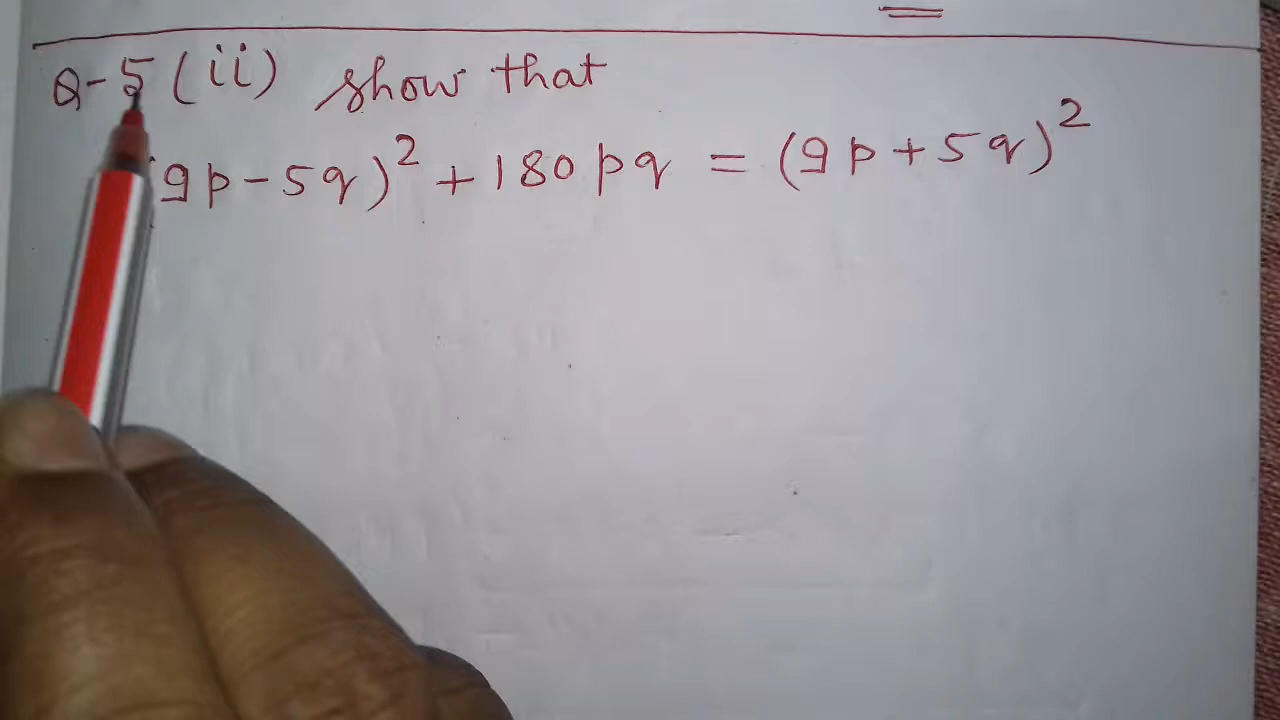 Q-5 (ii) show that
(9p-5q)² + 180pq = (9p+5q)²